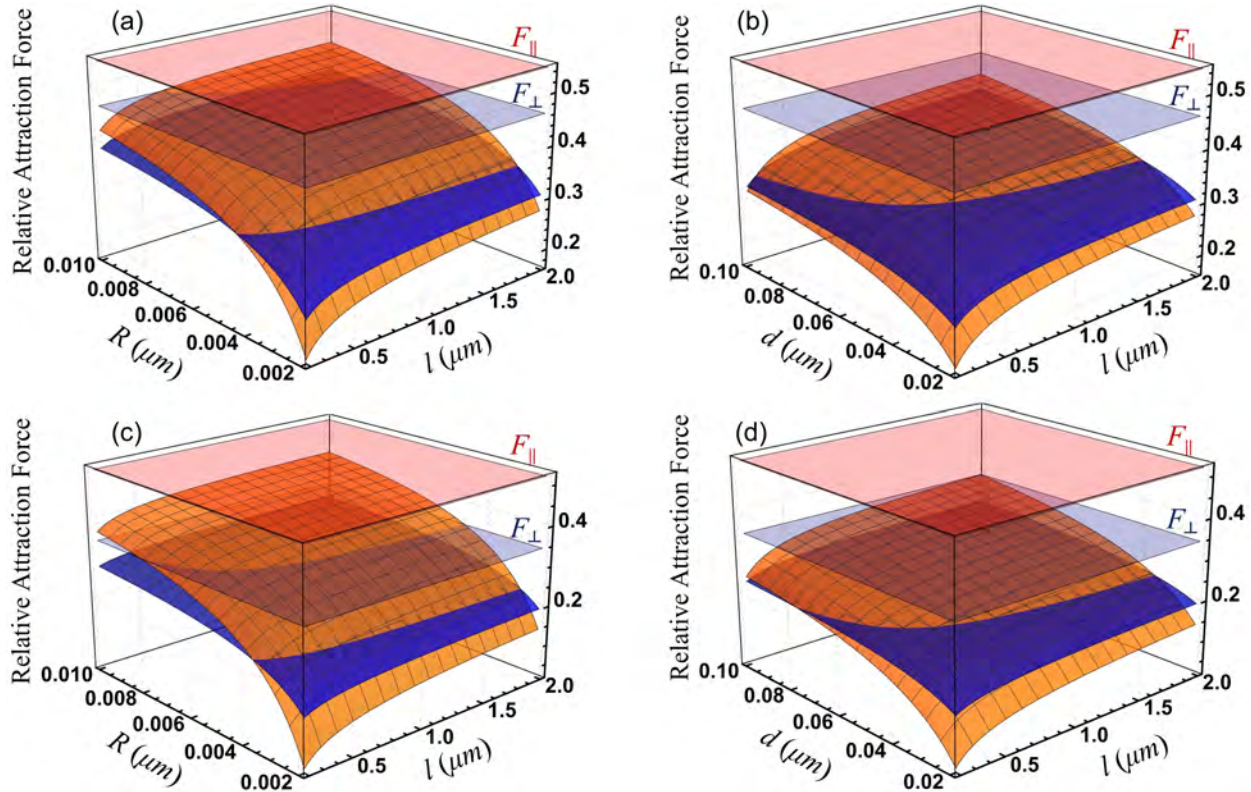 (a)
F∥
F⊥
Relative Attraction Force
0.5
0.4
0.3
0.2
0.010
0.008
0.006
0.004
0.002
R (μm)
0.5
1.0
1.5
2.0
l (μm)
(b)
F∥
F⊥
Relative Attraction Force
0.5
0.4
0.3
0.2
0.10
0.08
0.06
0.04
0.02
d (μm)
0.5
1.0
1.5
2.0
l (μm)
(c)
F∥
F⊥
Relative Attraction Force
0.4
0.2
0.010
0.008
0.006
0.004
0.002
R (μm)
0.5
1.0
1.5
2.0
l (μm)
(d)
F∥
F⊥
Relative Attraction Force
0.4
0.2
0.10
0.08
0.06
0.04
0.02
d (μm)
0.5
1.0
1.5
2.0
l (μm)